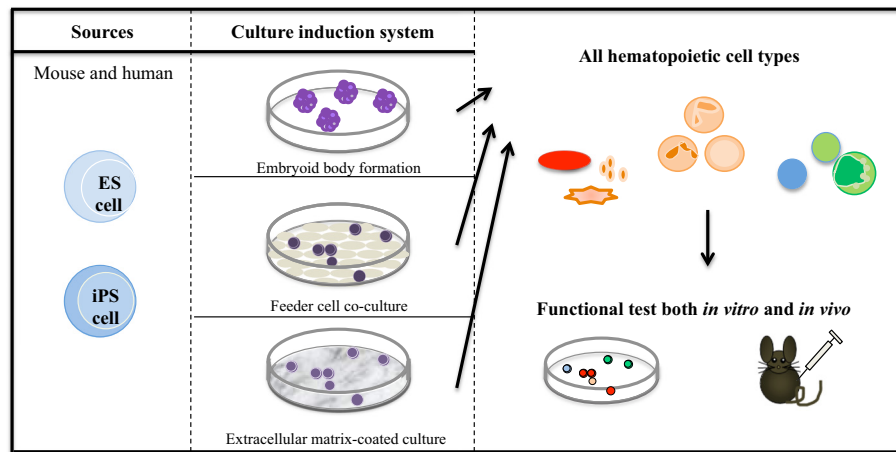 Sources
Culture induction system
Mouse and human
ES
cell
iPS
cell
Embryoid body formation
Feeder cell co-culture
Extracellular matrix-coated culture
All hematopoietic cell types
Functional test both in vitro and in vivo